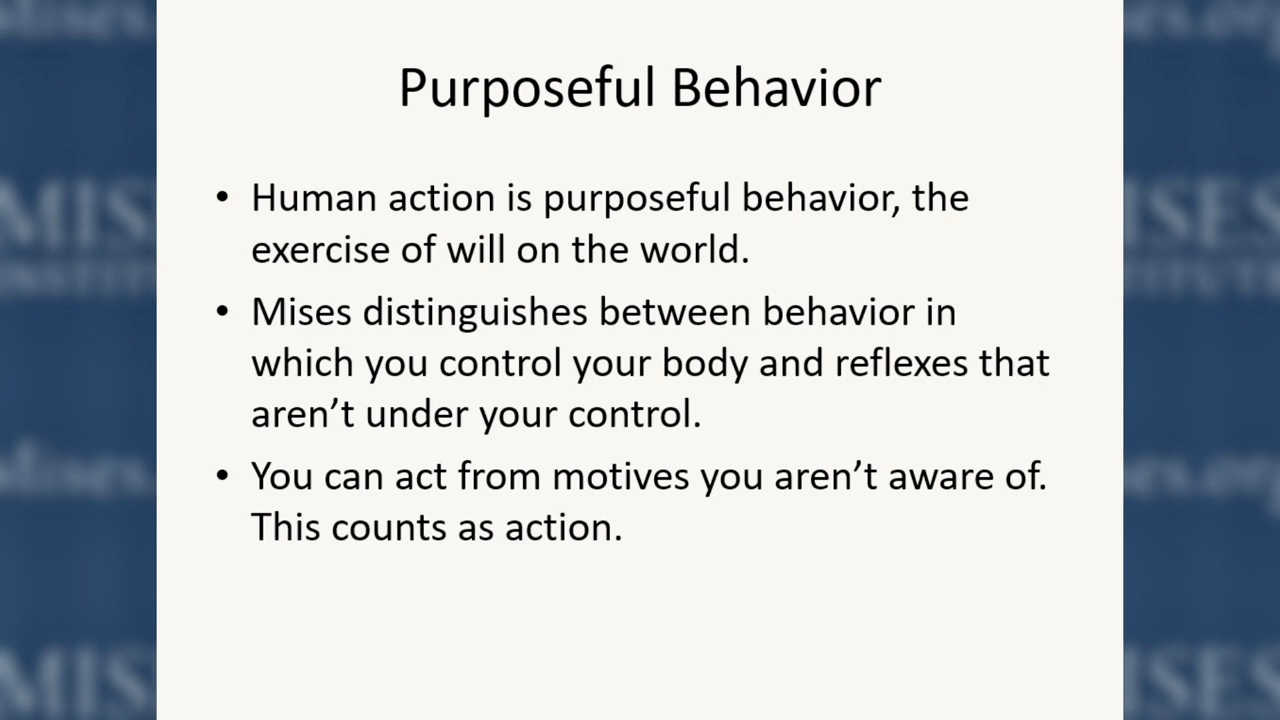 Purposeful Behavior
• Human action is purposeful behavior, the
exercise of will on the world.
• Mises distinguishes between behavior in
which you control your body and reflexes that
aren’t under your control.
• You can act from motives you aren’t aware of.
This counts as action.